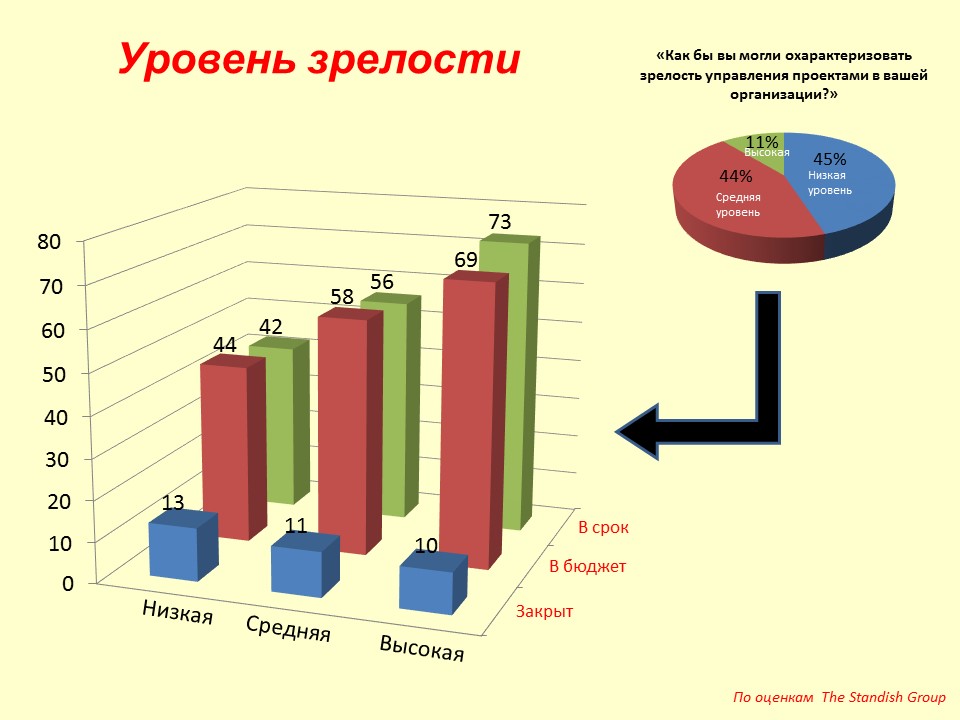 Уровень зрелости
«Как бы вы могли охарактеризовать
зрелость управления проектами в вашей
организации?»
11%
Высокая
45%
Низкая
уровень
44%
Средняя
уровень
80
70
60
50
40
30
20
10
0
73
69
56
58
42
44
13
11
10
В срок
В бюджет
Закрыт
Низкая
Средняя
Высокая
По оценкам The Standish Group